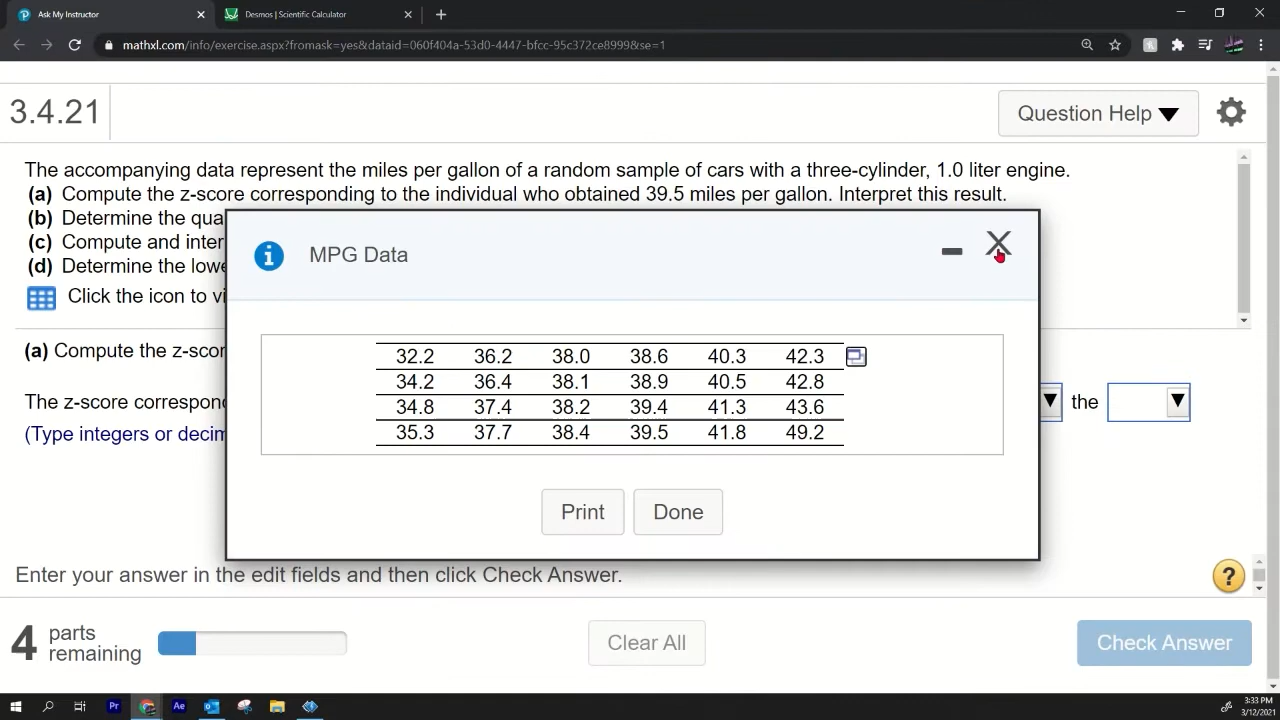 Ask My Instructor
Desmos | Scientific Calculator
mathxl.com/info/exercise.aspx?fromask=yes&dataid=060f404a-53d0-4447-bfcc-95c372ce8999&se=1
3.4.21
Question Help
The accompanying data represent the miles per gallon of a random sample of cars with a three-cylinder, 1.0 liter engine.
(a) Compute the z-score corresponding to the individual who obtained 39.5 miles per gallon. Interpret this result.
(b) Determine the qua
(c) Compute and inter
(d) Determine the lowe
Click the icon to vi
MPG Data
32.2 36.2 38.0 38.6 40.3 42.3
34.2 36.4 38.1 38.9 40.5 42.8
34.8 37.4 38.2 39.4 41.3 43.6
35.3 37.7 38.4 39.5 41.8 49.2
Print Done
(a) Compute the z-scor
The z-score correspond the
(Type integers or decim
Enter your answer in the edit fields and then click Check Answer.
?
4 parts
remaining
Clear All
Check Answer
Pr
Ae
3:33 PM
3/12/2021